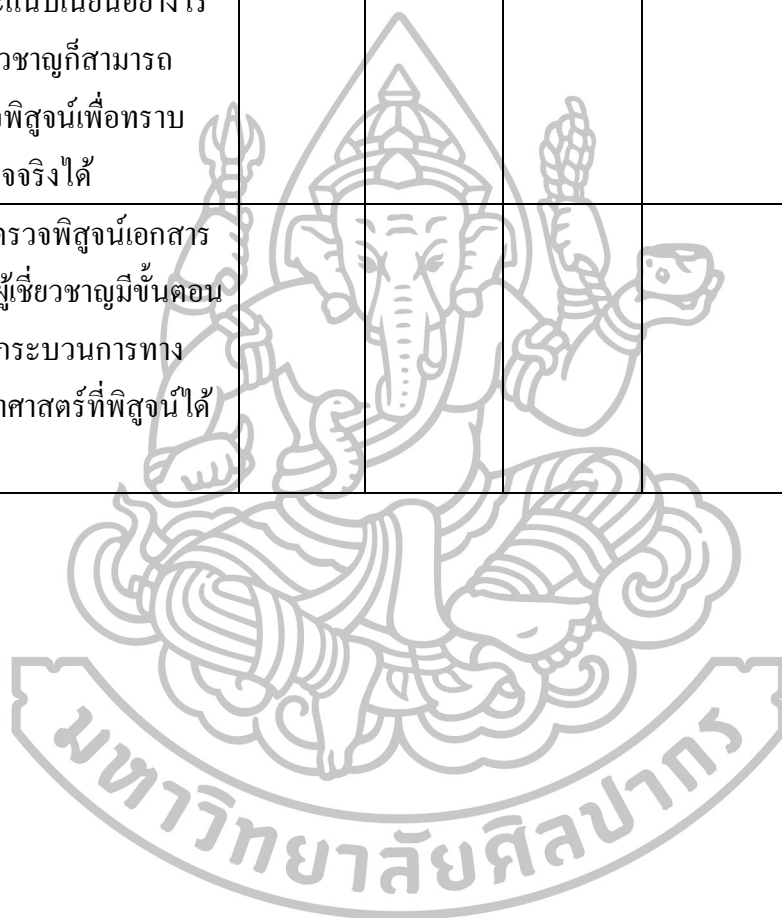 ชาญก็สามารถ
พิสูจน์เพื่อทราบ
จริงได้
ตรวจพิสูจน์เอกสาร
ผู้เชี่ยวชาญมีขั้นตอน
กระบวนการทาง
ศาสตร์ที่พิสูจน์ได้
มหาวิทยาลัยศิลปากร